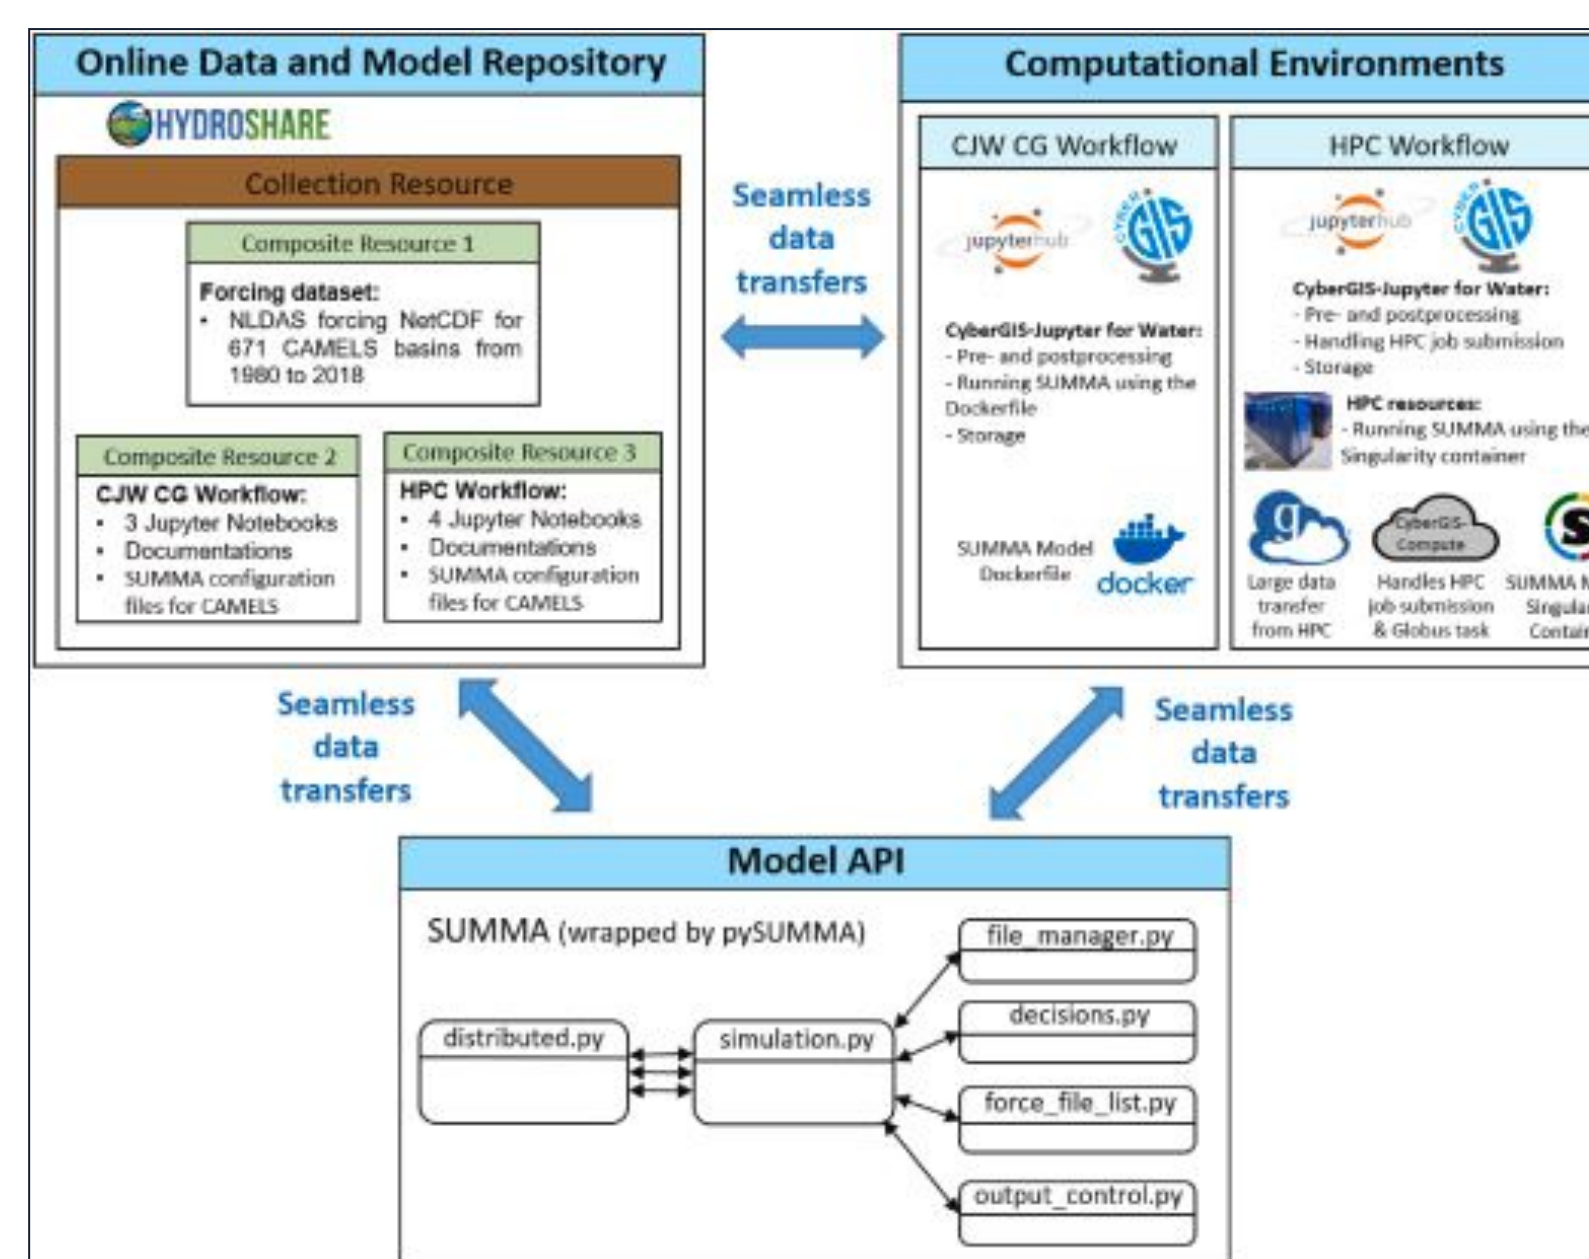 Online Data and Model Repository
HYDROSHARE
Collection Resource
Composite Resource 1
Forcing dataset:
• NLDAS forcing NetCDF for
671 CAMELS basins from
1980 to 2018
Composite Resource 2
CJW CG Workflow:
• 3 Jupyter Notebooks
• Documentations
• SUMMA configuration
files for CAMELS
Composite Resource 3
HPC Workflow:
• 4 Jupyter Notebooks
• Documentations
• SUMMA configuration
files for CAMELS
Seamless
data
transfers
Computational Environments
CJW CG Workflow
jupyterhub
CYBER
GIS
CyberGIS-Jupyter for Water:
- Pre- and postprocessing
- Running SUMMA using the
Dockerfile
- Storage
SUMMA Model
Dockerfile
docker
HPC Workflow
jupyterhub
CYBER
GIS
CyberGIS-Jupyter for Water:
- Pre- and postprocessing
- Handling HPC job submission
- Storage
HPC resources:
- Running SUMMA using the
Singularity container
g
Large data
transfer
from HPC
CyberGIS-
Compute
Handles HPC
job submission
& Globus task
S
SUMMA M
Singular
Contain
Seamless
data
transfers
Seamless
data
transfers
Model API
SUMMA (wrapped by pySUMMA)
distributed.py
simulation.py
file_manager.py
decisions.py
force_file_list.py
output_control.py